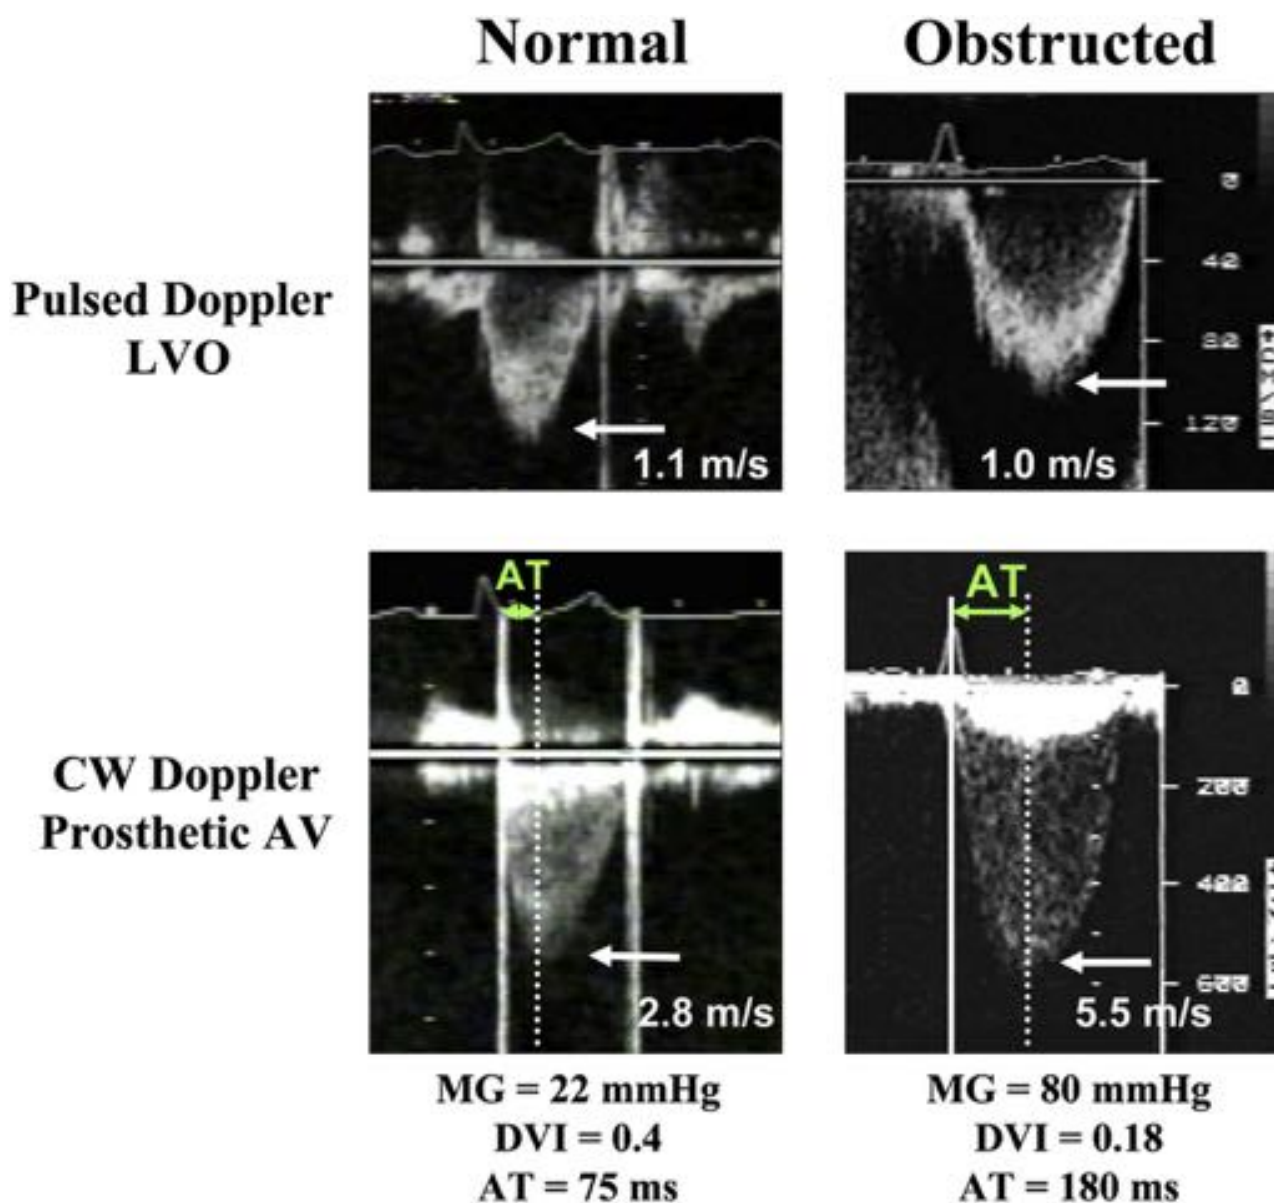 Normal
Obstructed
Pulsed Doppler
LVO
1.1 m/s
0
40
80
120
1.0 m/s
CW Doppler
Prosthetic AV
AT
2.8 m/s
AT
0
200
400
600
5.5 m/s
MG = 22 mmHg
DVI = 0.4
AT = 75 ms
MG = 80 mmHg
DVI = 0.18
AT = 180 ms